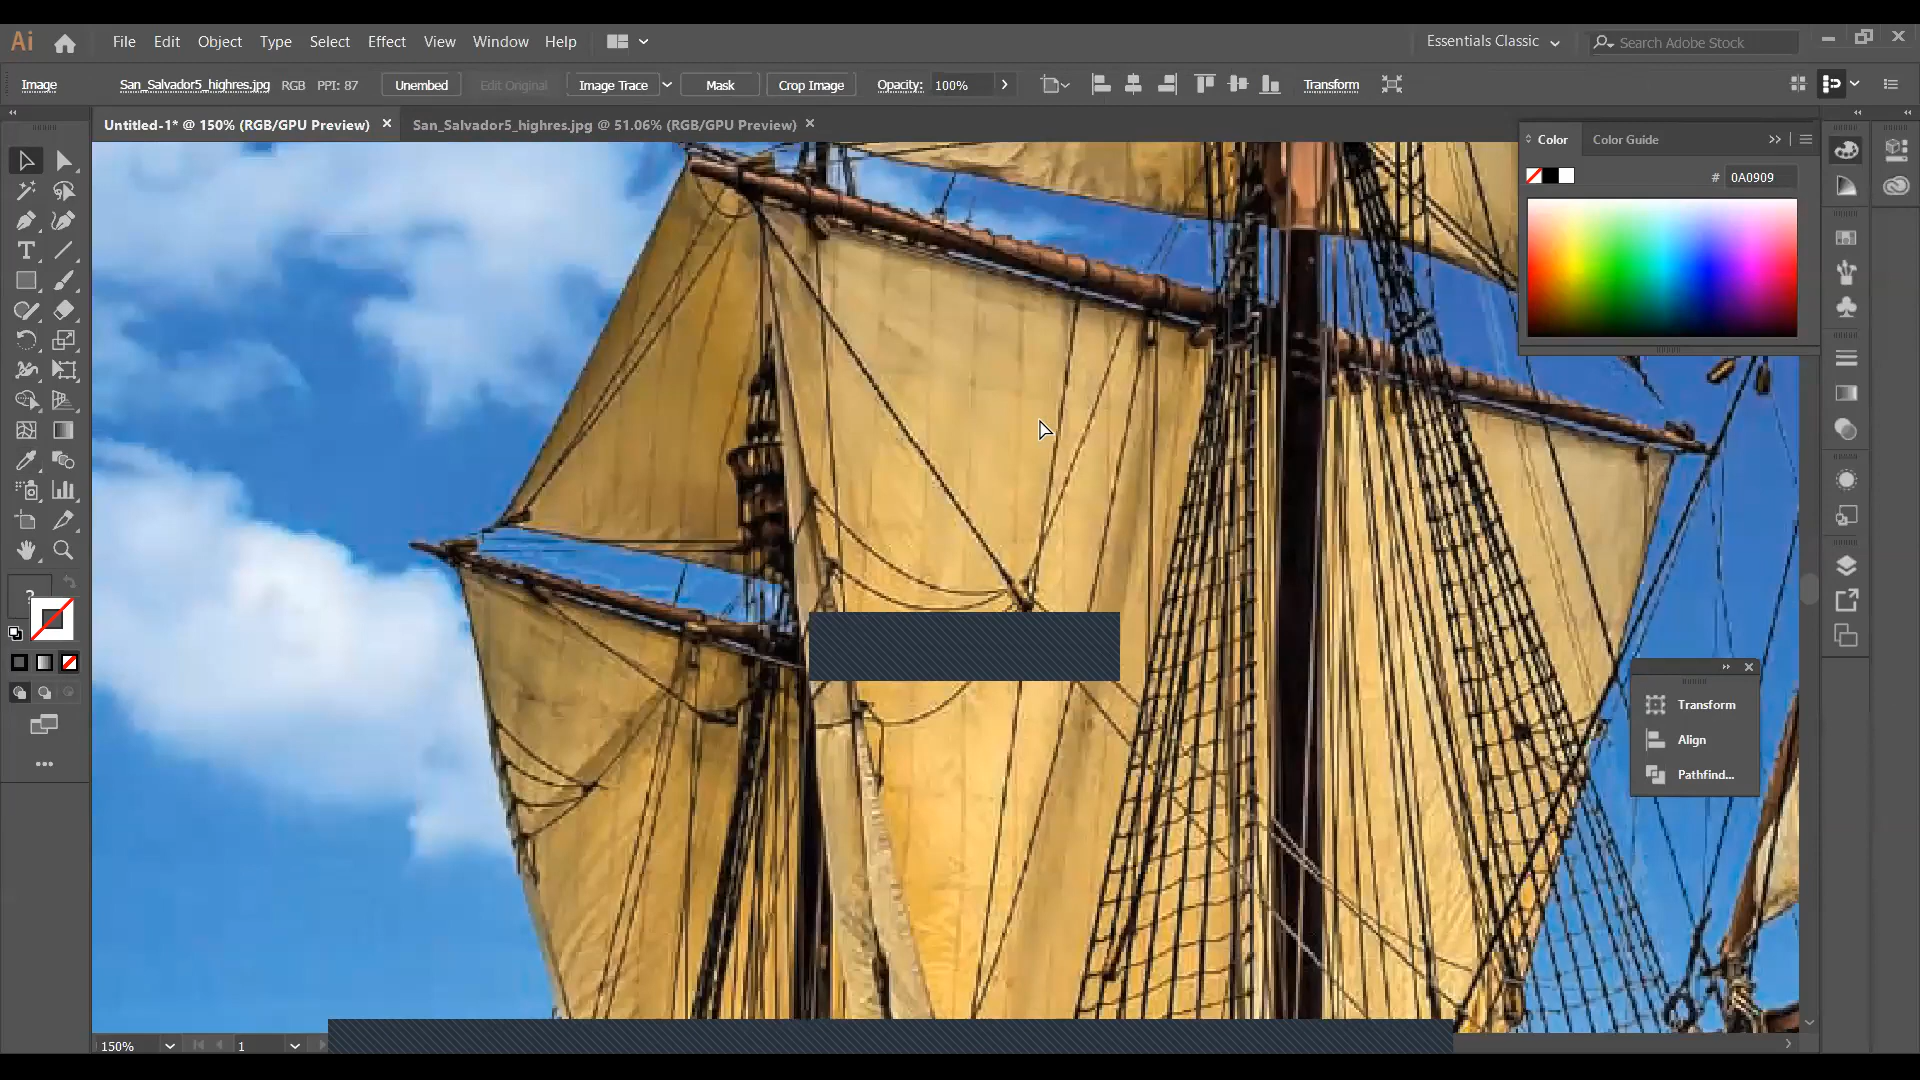 Ai File Edit Object Type Select Effect View Window Help Essentials Classic Search Adobe Stock
Image San_Salvador5_highres.jpg RGB PPI: 87 Unembed Edit Original Image Trace Mask Crop Image Opacity: 100% Transform
Untitled-1* @ 150% (RGB/GPU Preview) × San_Salvador5_highres.jpg @ 51.06% (RGB/GPU Preview) ×
Color Color Guide
# 0A0909
?
Transform
Align
Pathfind...
150% 1